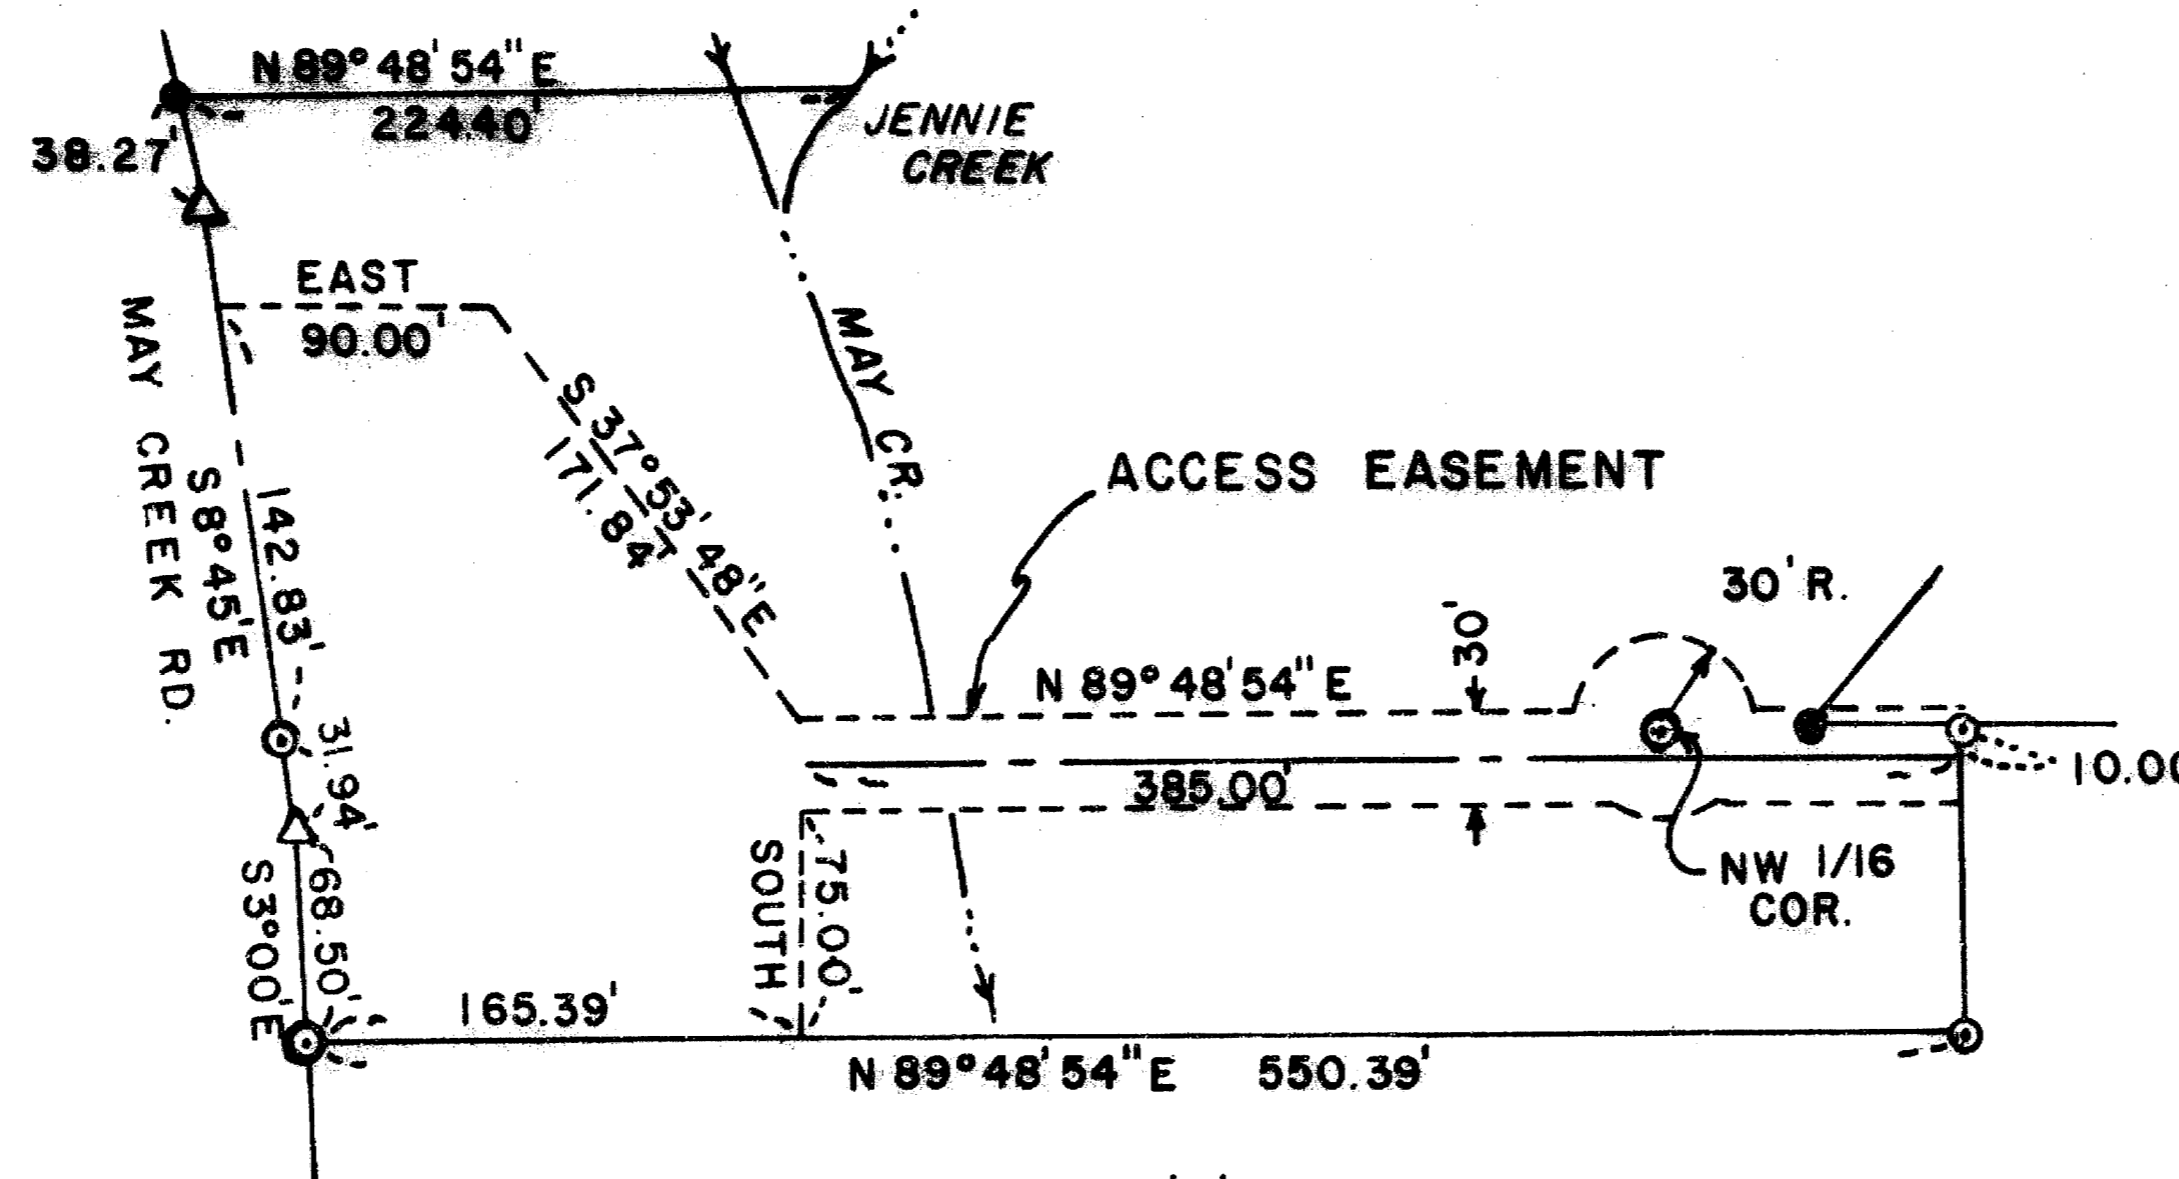 N 89° 48' 54" E
224.40'
38.27'
JENNIE
CREEK
EAST
90.00'
MAY CREEK RD.
S 8° 45' E
142.83'
S 37° 53' 48" E
171.84'
MAY CR.
ACCESS EASEMENT
30' R.
30'
N 89° 48' 54" E
31.94'
385.00'
NW 1/16
COR.
S 3° 00' E
68.50'
SOUTH
75.00'
165.39'
N 89° 48' 54" E 550.39'